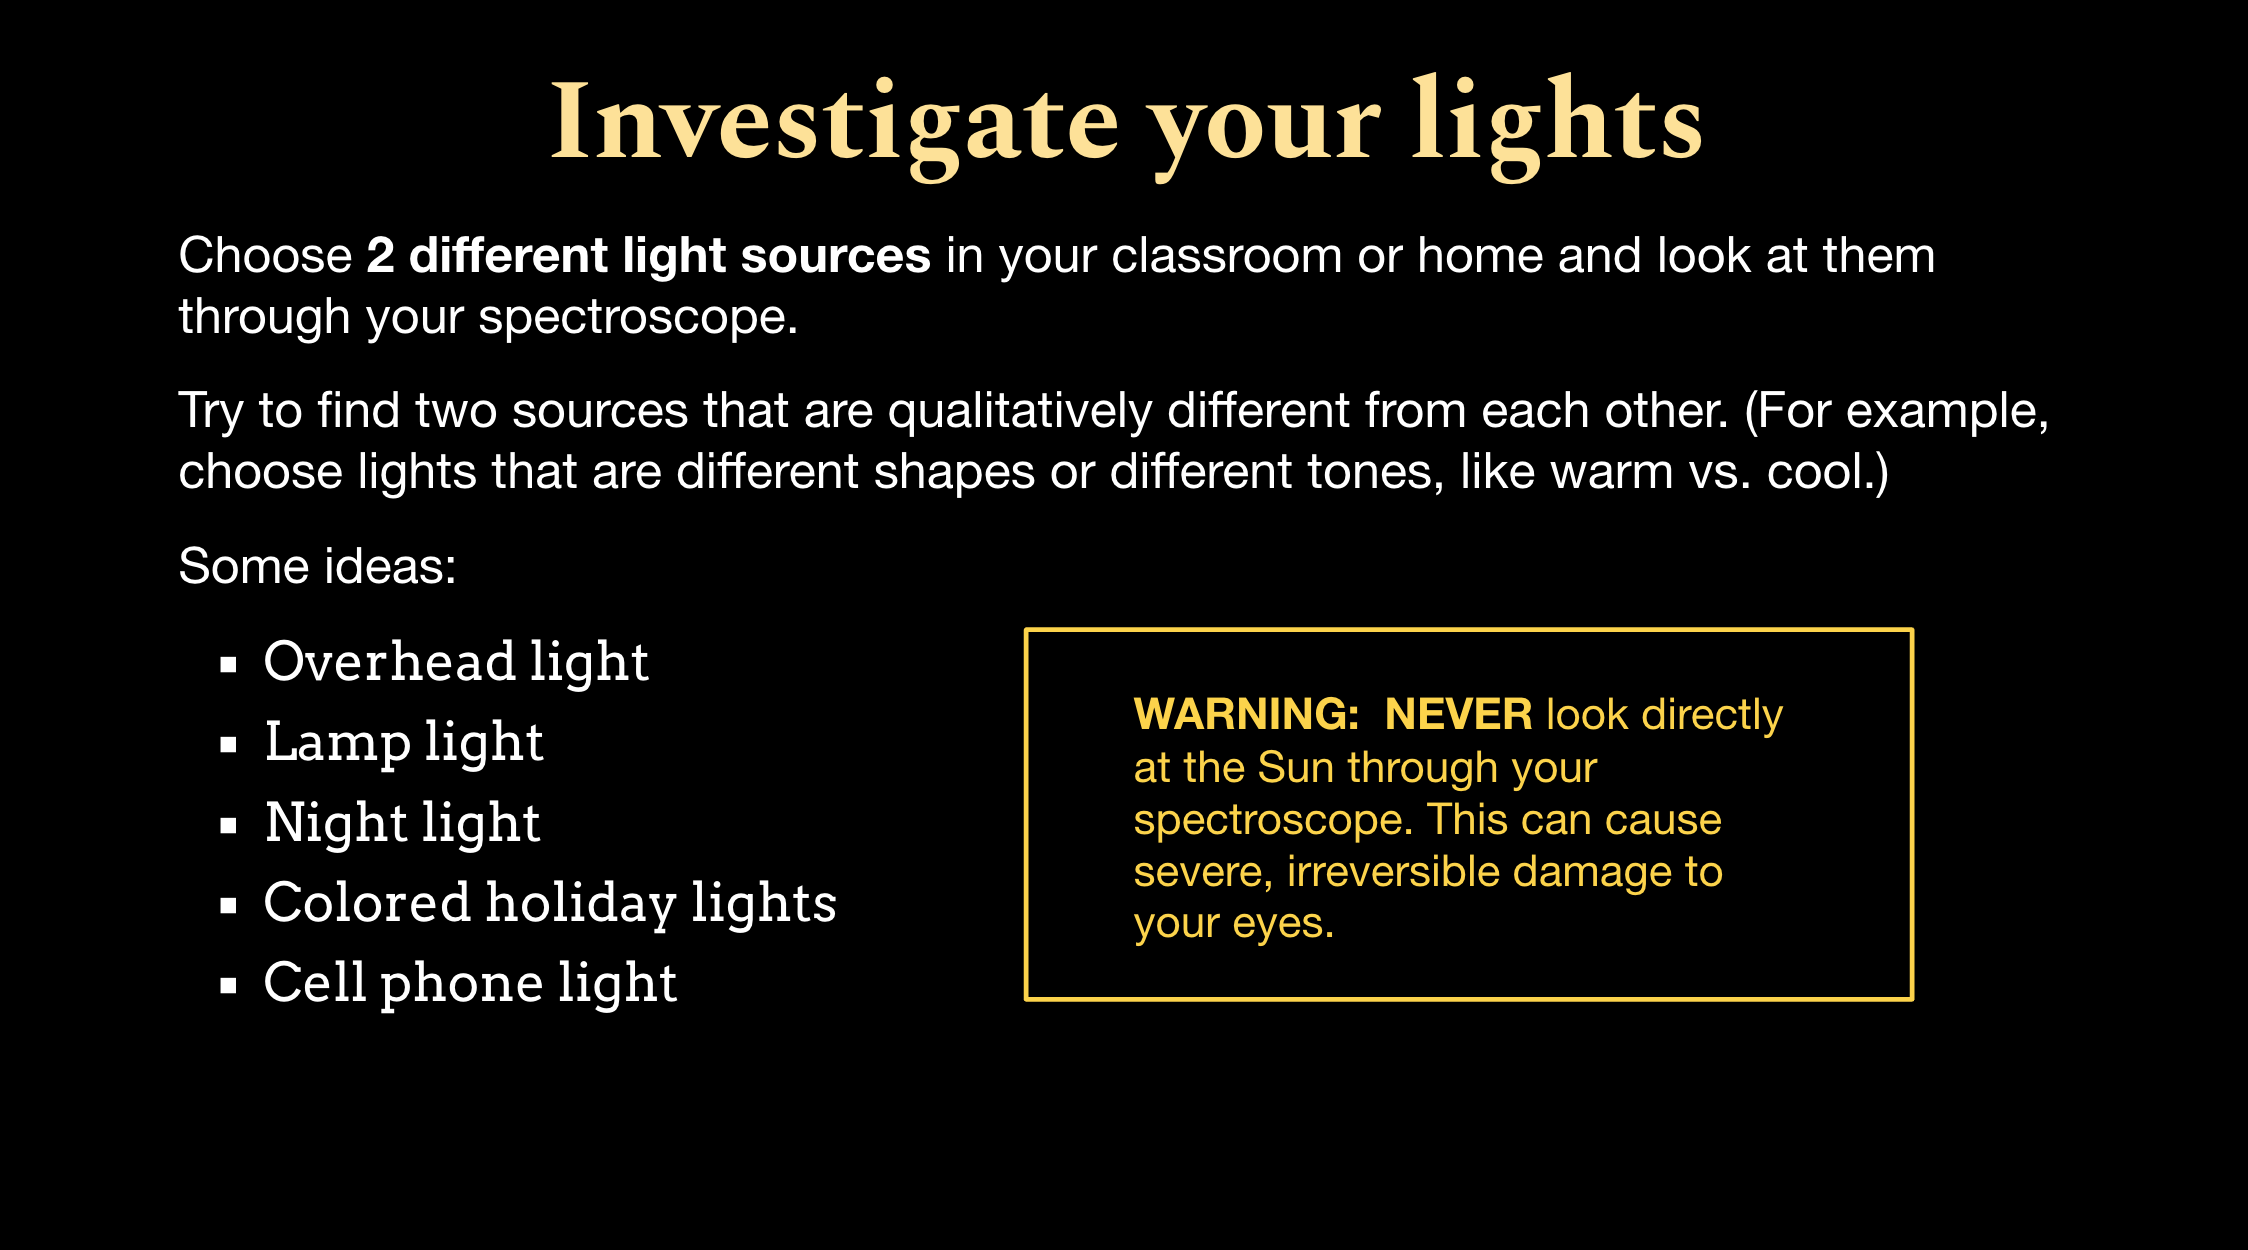 Investigate your lights
Choose 2 different light sources in your classroom or home and look at them
through your spectroscope.
Try to find two sources that are qualitatively different from each other. (For example,
choose lights that are different shapes or different tones, like warm vs. cool.)
Some ideas:
▪ Overhead light
▪ Lamp light
▪ Night light
▪ Colored holiday lights
▪ Cell phone light
WARNING:  NEVER look directly
at the Sun through your
spectroscope. This can cause
severe, irreversible damage to
your eyes.